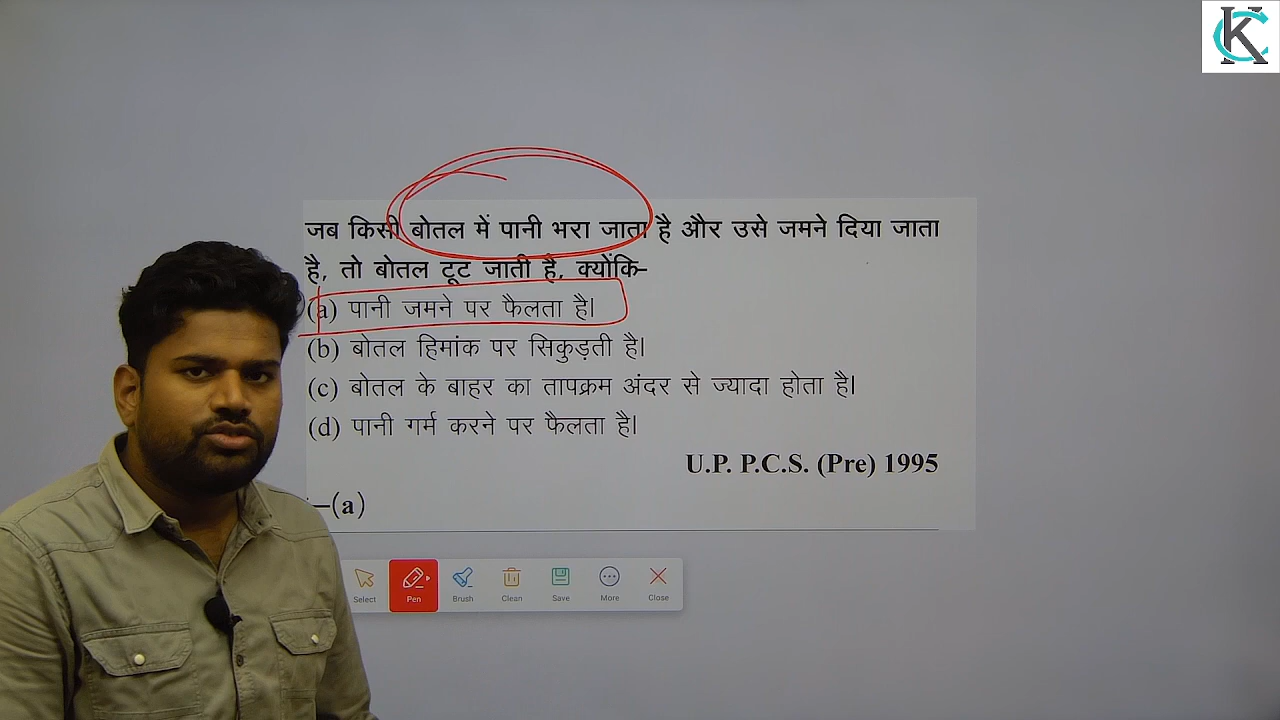 जब किसी बोतल में पानी भरा जाता है और उसे जमने दिया जाता
है, तो बोतल टूट जाती है, क्योंकि–
(a) पानी जमने पर फैलता है।
(b) बोतल हिमांक पर सिकुड़ती है।
(c) बोतल के बाहर का तापक्रम अंदर से ज्यादा होता है।
(d) पानी गर्म करने पर फैलता है।
U.P. P.C.S. (Pre) 1995
–(a)
Select Pen Brush Clean Save More Close
KC